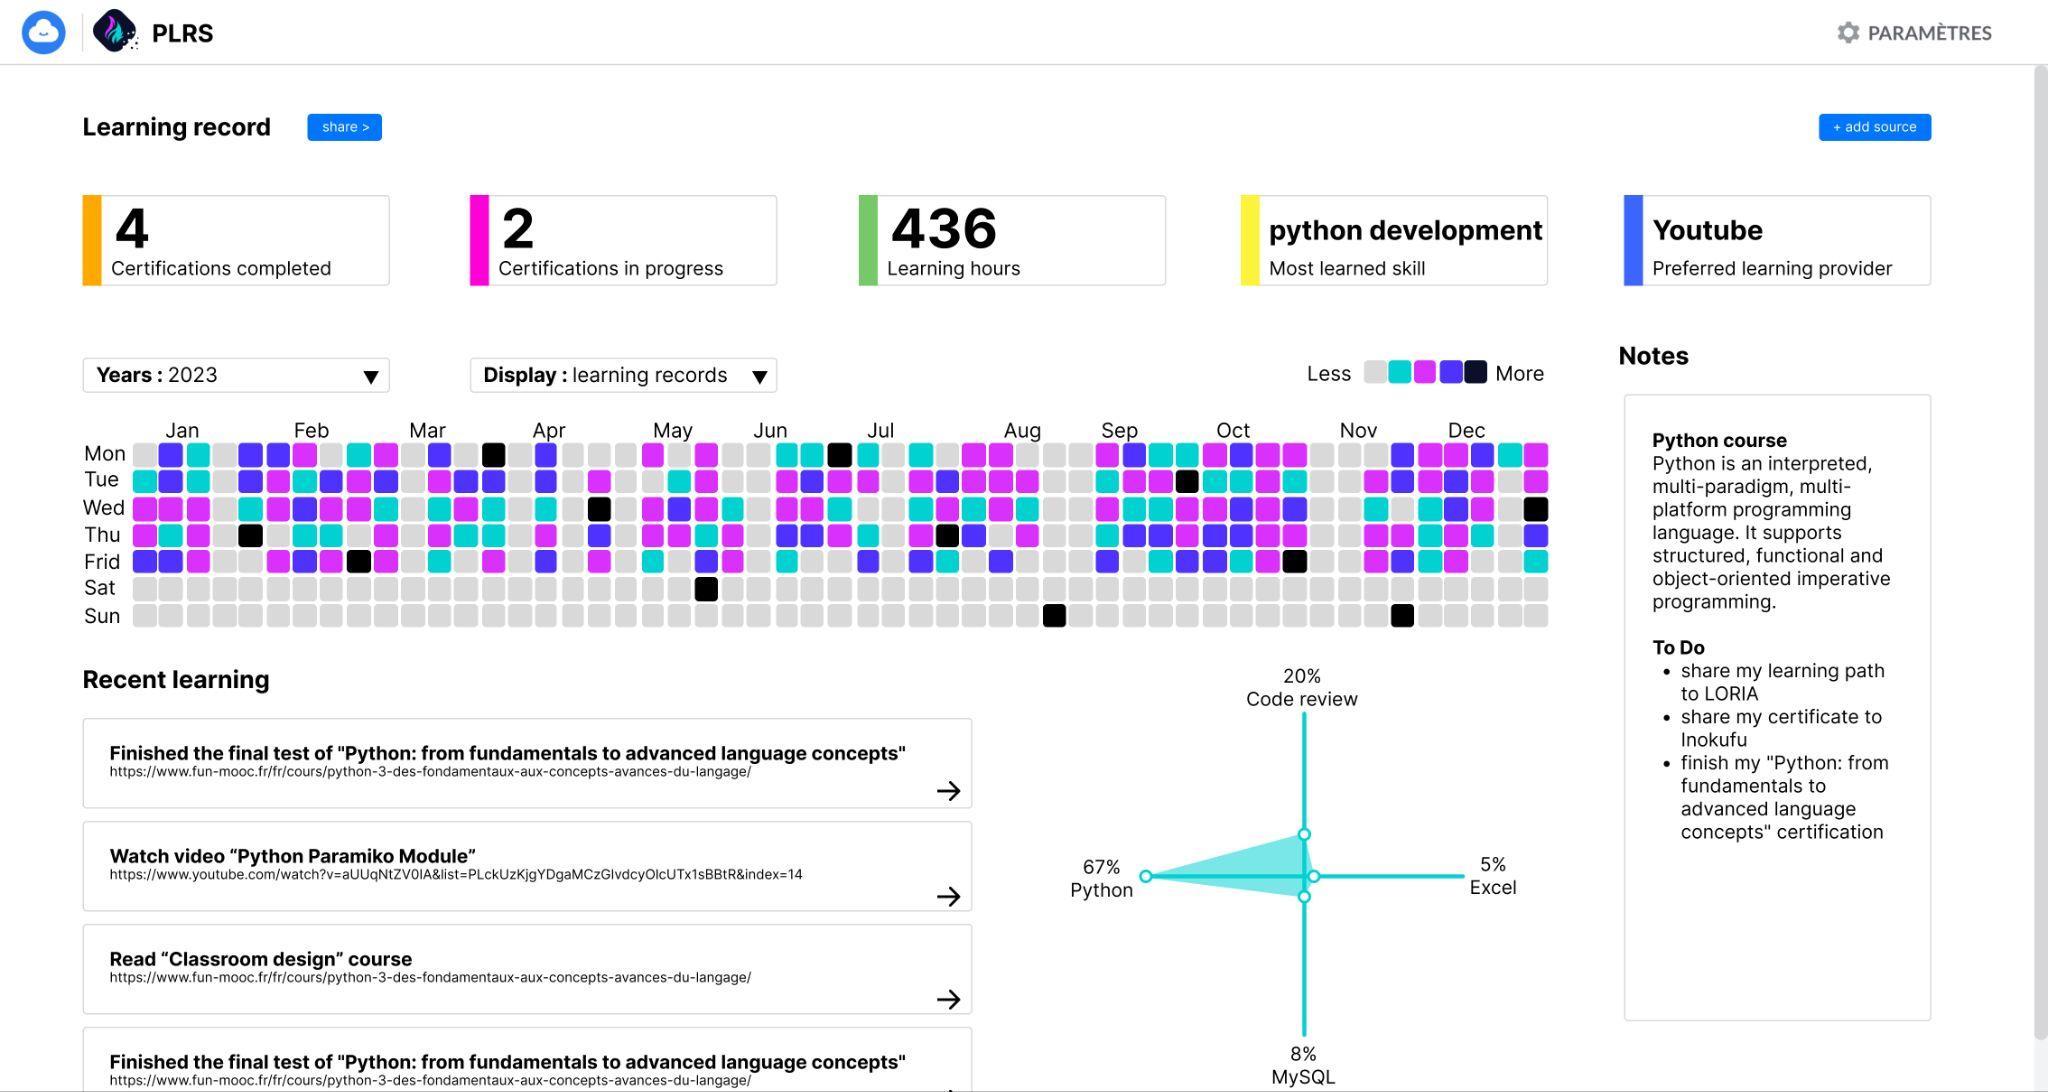 PLRS
PARAMÈTRES
Learning record
share >
+ add source
4
Certifications completed
2
Certifications in progress
436
Learning hours
python development
Most learned skill
Youtube
Preferred learning provider
Years : 2023
Display : learning records
Less
More
Jan Feb Mar Apr May Jun Jul Aug Sep Oct Nov Dec
Mon
Tue
Wed
Thu
Frid
Sat
Sun
Notes
Python course
Python is an interpreted,
multi-paradigm, multi-
platform programming
language. It supports
structured, functional and
object-oriented imperative
programming.
To Do
• share my learning path
to LORIA
• share my certificate to
Inokufu
• finish my "Python: from
fundamentals to
advanced language
concepts" certification
Recent learning
Finished the final test of "Python: from fundamentals to advanced language concepts"
https://www.fun-mooc.fr/fr/cours/python-3-des-fondamentaux-aux-concepts-avances-du-langage/
Watch video “Python Paramiko Module”
https://www.youtube.com/watch?v=aUUqNtZV0IA&list=PLckUzKjgYDgaMCzGIvdcyOIcUTx1sBBtR&index=14
Read “Classroom design” course
https://www.fun-mooc.fr/fr/cours/python-3-des-fondamentaux-aux-concepts-avances-du-langage/
Finished the final test of "Python: from fundamentals to advanced language concepts"
https://www.fun-mooc.fr/fr/cours/python-3-des-fondamentaux-aux-concepts-avances-du-langage/
20%
Code review
67%
Python
5%
Excel
8%
MySQL